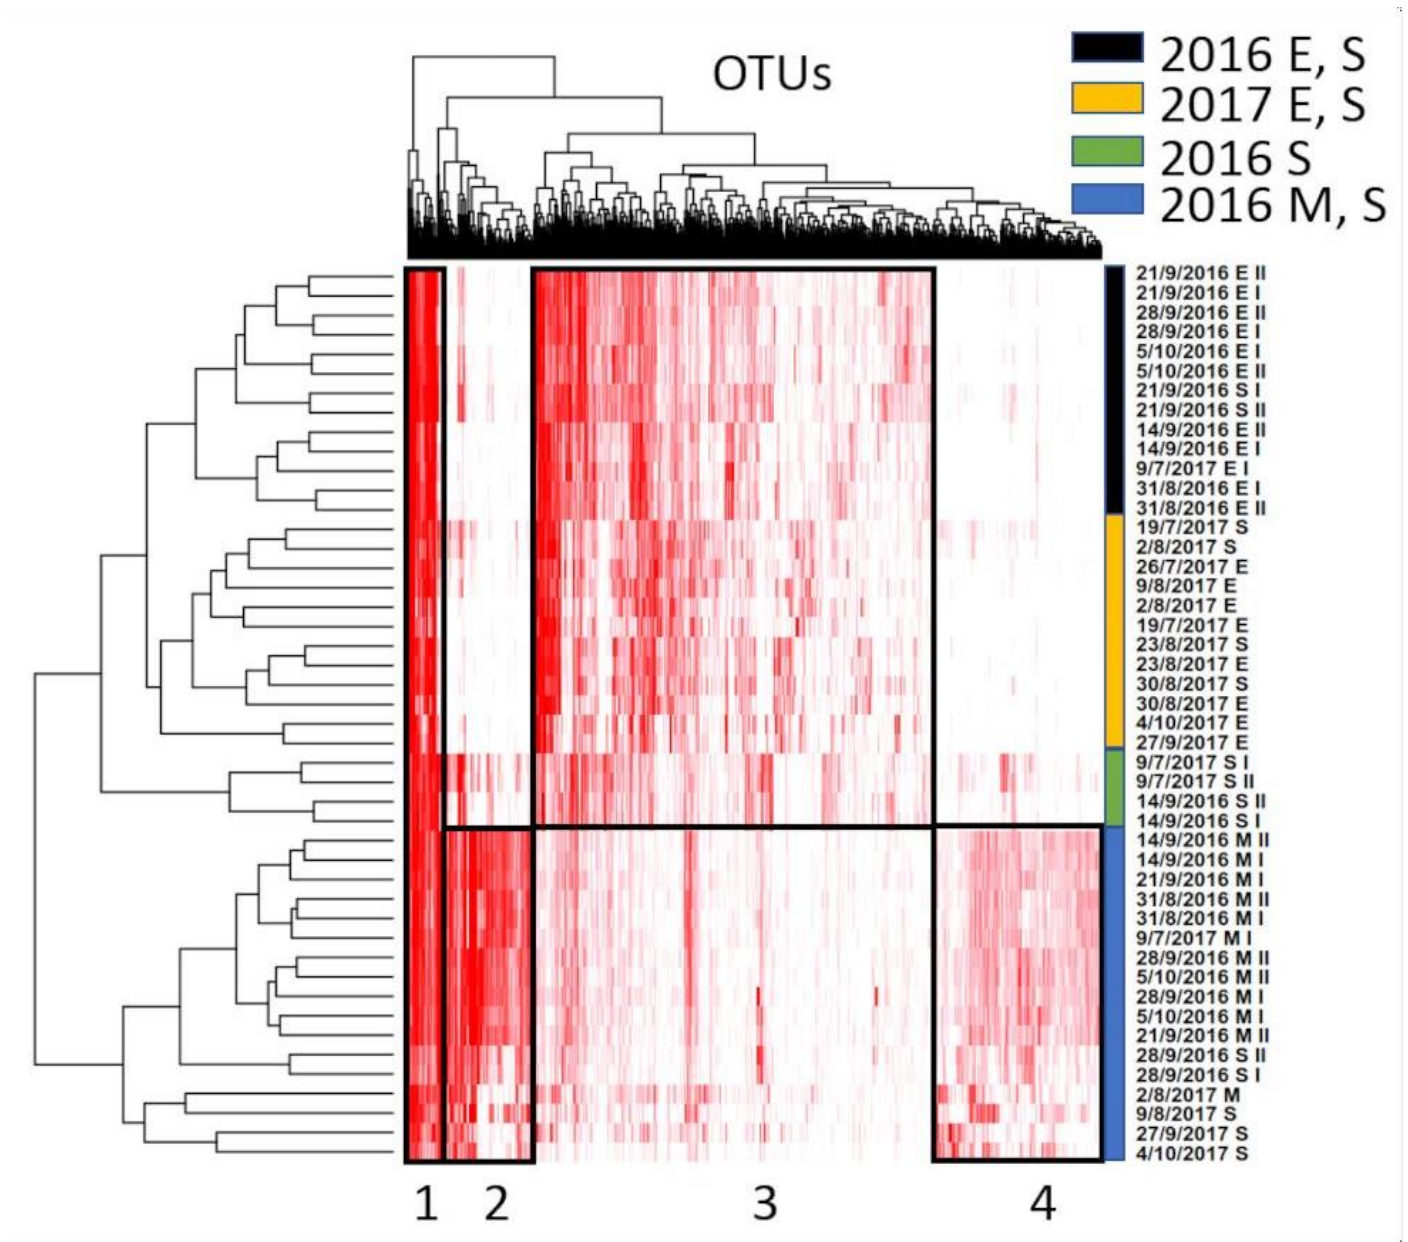 OTUs
2016 E, S
2017 E, S
2016 S
2016 M, S
21/9/2016 E II
21/9/2016 E I
28/9/2016 E II
28/9/2016 E I
5/10/2016 E I
5/10/2016 E II
21/9/2016 S I
21/9/2016 S II
14/9/2016 E II
14/9/2016 E I
9/7/2017 E I
31/8/2016 E I
31/8/2016 E II
19/7/2017 S
2/8/2017 S
26/7/2017 E
9/8/2017 E
2/8/2017 E
19/7/2017 E
23/8/2017 S
23/8/2017 E
30/8/2017 S
30/8/2017 E
4/10/2017 E
27/9/2017 E
9/7/2017 S I
9/7/2017 S II
14/9/2016 S II
14/9/2016 S I
14/9/2016 M II
14/9/2016 M I
21/9/2016 M I
31/8/2016 M II
31/8/2016 M I
9/7/2017 M I
28/9/2016 M II
5/10/2016 M II
28/9/2016 M I
5/10/2016 M I
21/9/2016 M II
28/9/2016 S II
28/9/2016 S I
2/8/2017 M
9/8/2017 S
27/9/2017 S
4/10/2017 S
1 2 3 4